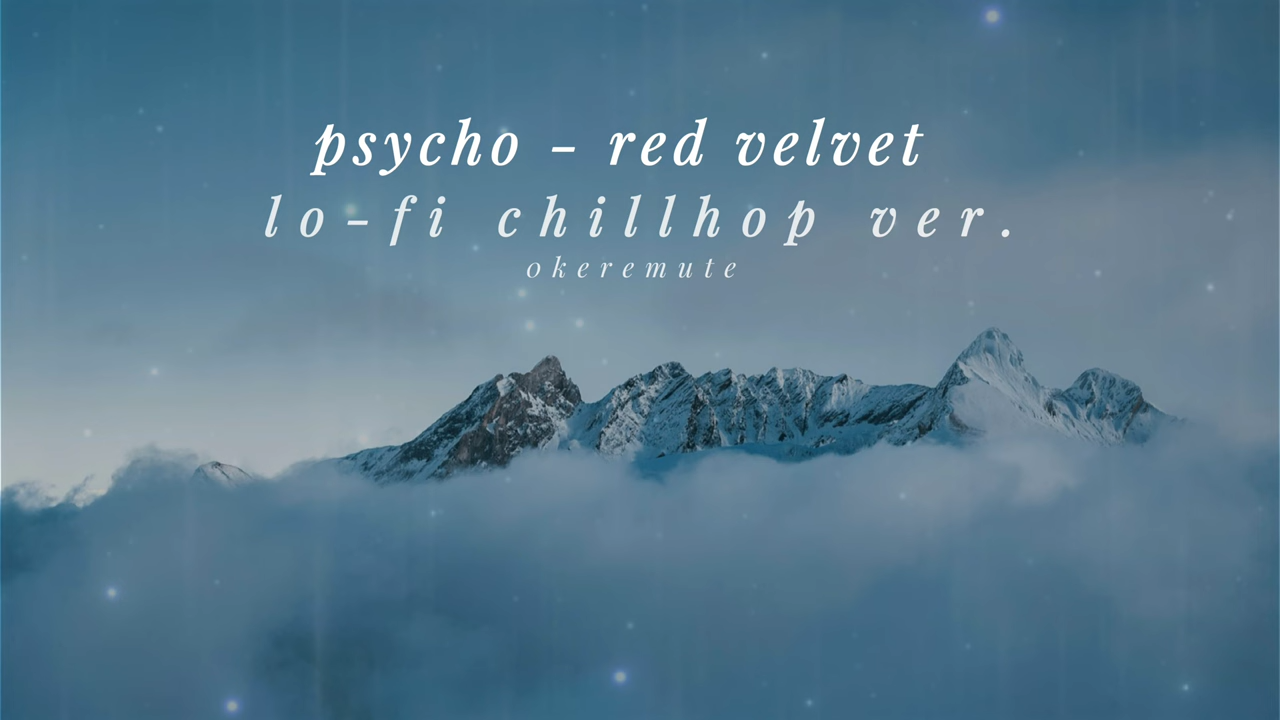 psycho - red velvet
lo-fi chillhop ver.
okeremute